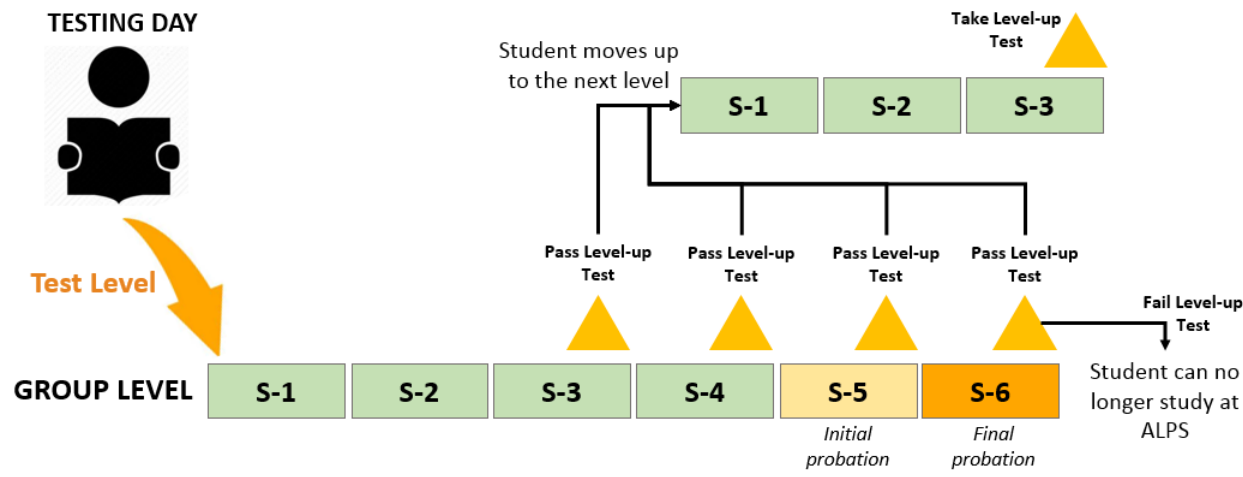 TESTING DAY
Take Level-up
Test
Student moves up
to the next level
S-1
S-2
S-3
Pass Level-up
Test
Pass Level-up
Test
Pass Level-up
Test
Pass Level-up
Test
Test Level
Fail Level-up
Test
GROUP LEVEL
S-1
S-2
S-3
S-4
S-5
S-6
Student can no
longer study at
ALPS
Initial
probation
Final
probation